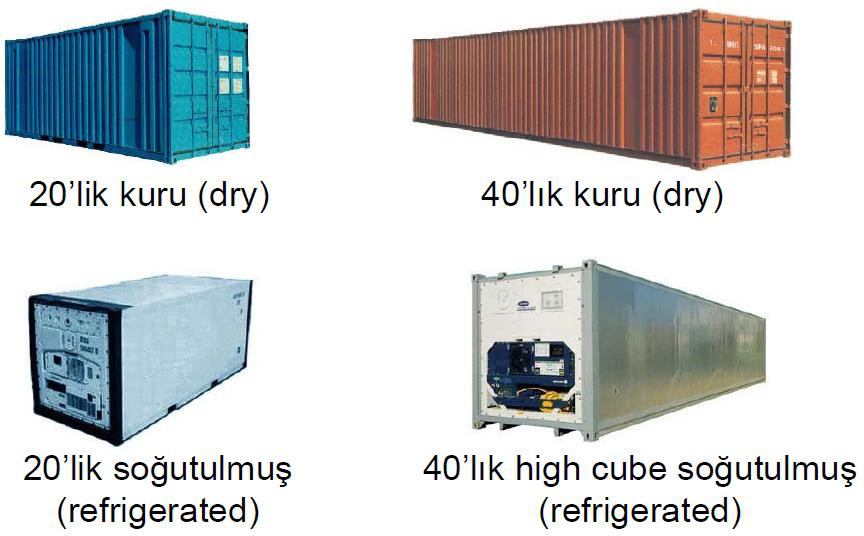 20’lik kuru (dry)
40’lık kuru (dry)
20’lik soğutulmuş
(refrigerated)
40’lık high cube soğutulmuş
(refrigerated)